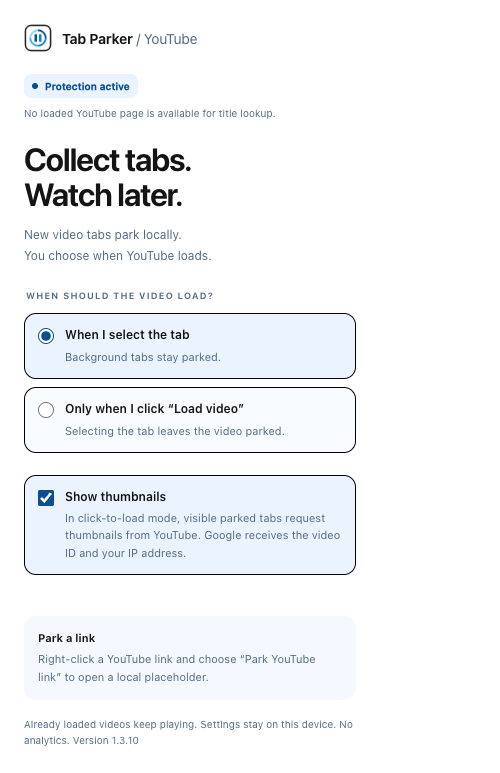 Tab Parker / YouTube
Protection active
No loaded YouTube page is available for title lookup.
Collect tabs.
Watch later.
New video tabs park locally.
You choose when YouTube loads.
WHEN SHOULD THE VIDEO LOAD?
When I select the tab
Background tabs stay parked.
Only when I click “Load video”
Selecting the tab leaves the video parked.
Show thumbnails
In click-to-load mode, visible parked tabs request
thumbnails from YouTube. Google receives the video
ID and your IP address.
Park a link
Right-click a YouTube link and choose “Park YouTube
link” to open a local placeholder.
Already loaded videos keep playing. Settings stay on this device. No
analytics. Version 1.3.10